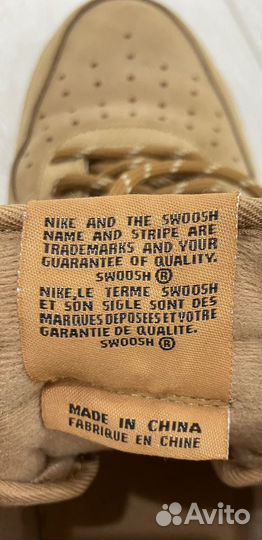 NIKE AND THE SWOOSH
NAME AND STRIPE ARE
TRADEMARKS AND YOUR
GUARANTEE OF QUALITY.
SWOOSH ®
NIKE, LE TERME SWOOSH
ET SON SIGLE SONT DES
MARQUES DEPOSEES ET VOTRE
GARANTIE DE QUALITE.
SWOOSH ®
MADE IN CHINA
FABRIQUE EN CHINE
Avito